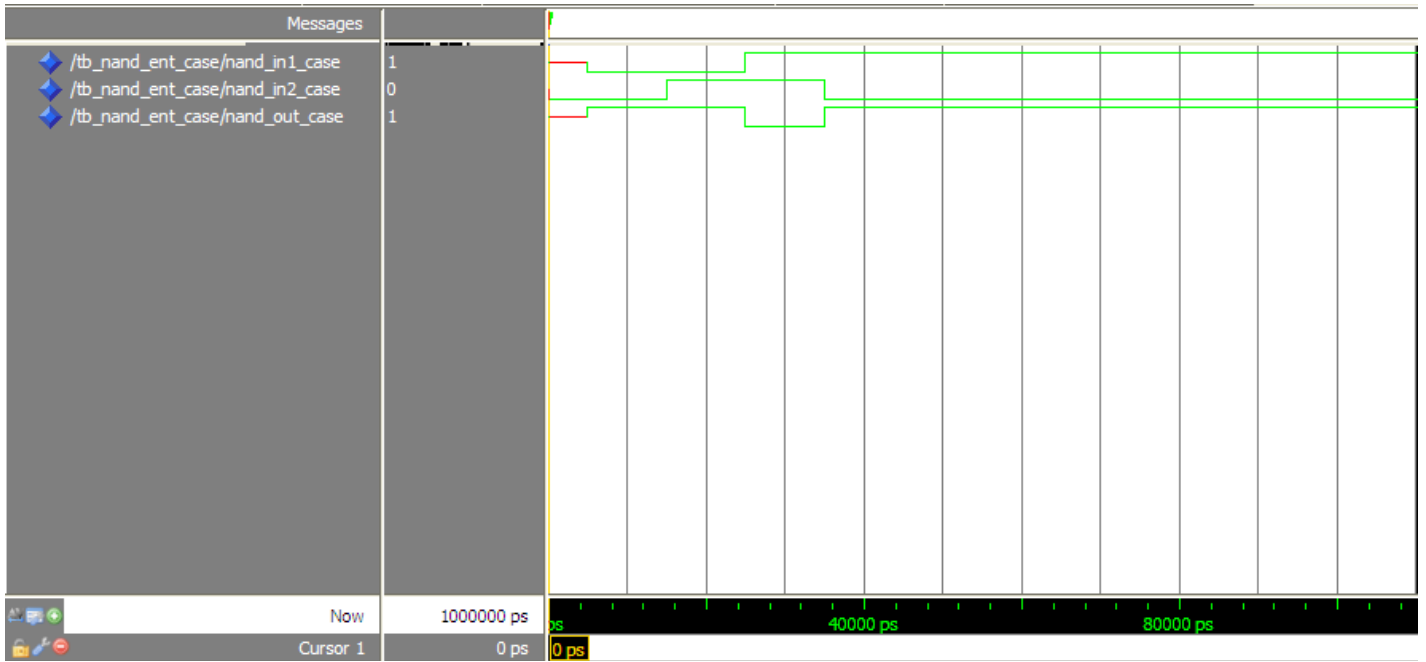 Messages
/tb_nand_ent_case/nand_in1_case 1
/tb_nand_ent_case/nand_in2_case 0
/tb_nand_ent_case/nand_out_case 1
Now 1000000 ps ps 40000 ps 80000 ps
Cursor 1 0 ps 0 ps